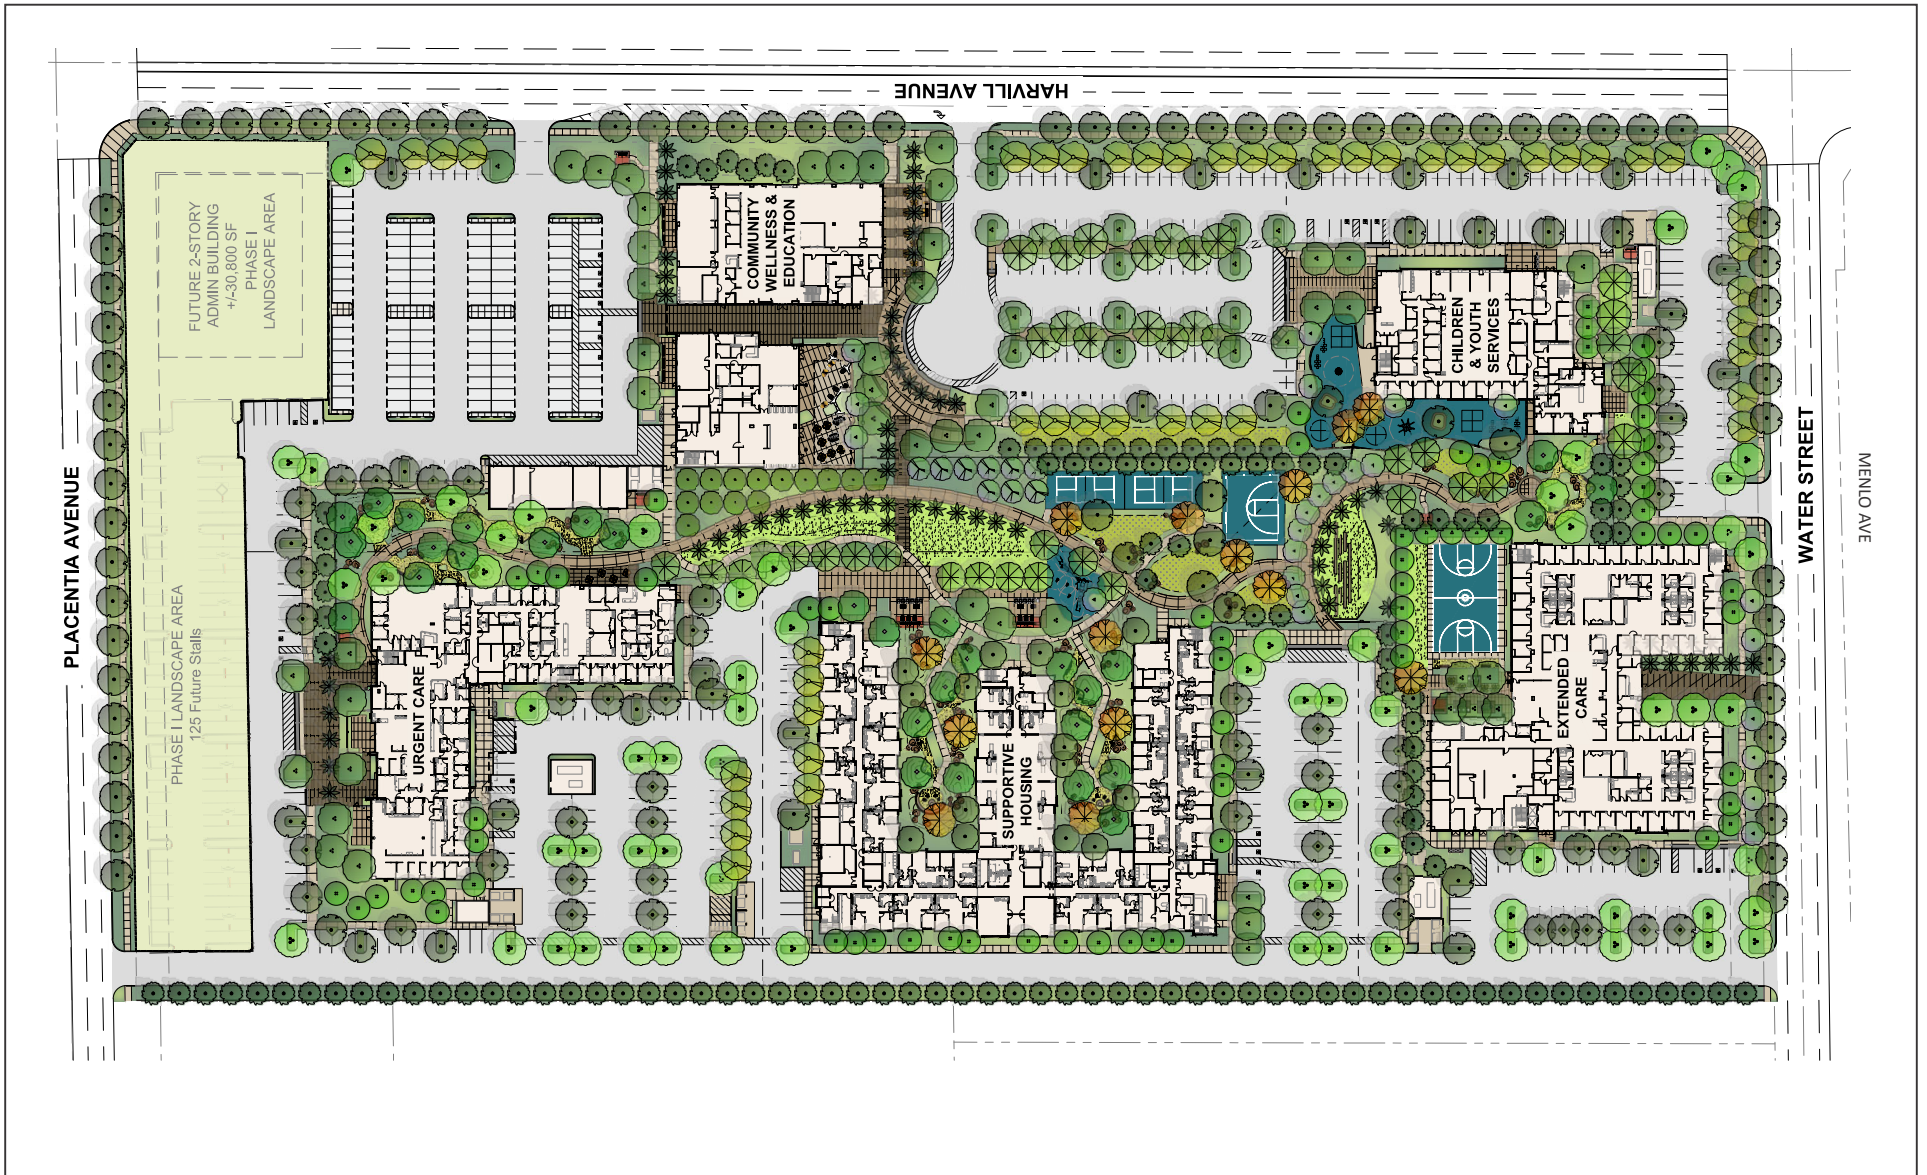 HARVILL AVENUE
FUTURE 2-STORY
ADMIN BUILDING
+/-30,800 SF
PHASE I
LANDSCAPE AREA
COMMUNITY
WELLNESS &
EDUCATION
CHILDREN
& YOUTH
SERVICES
PLACENTIA AVENUE
WATER STREET
MENLO AVE
PHASE I LANDSCAPE AREA
125 Future Stalls
URGENT CARE
SUPPORTIVE
HOUSING
EXTENDED
CARE